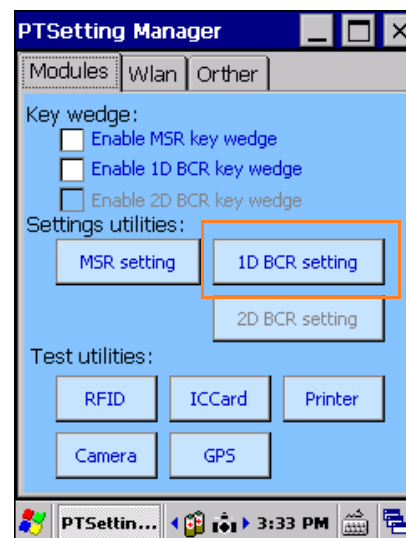 PTSetting Manager
Modules Wlan Orther
Key wedge:
Enable MSR key wedge
Enable 1D BCR key wedge
Enable 2D BCR key wedge
Settings utilities:
MSR setting 1D BCR setting
2D BCR setting
Test utilities:
RFID ICCard Printer
Camera GPS
PTSettin... 3:33 PM